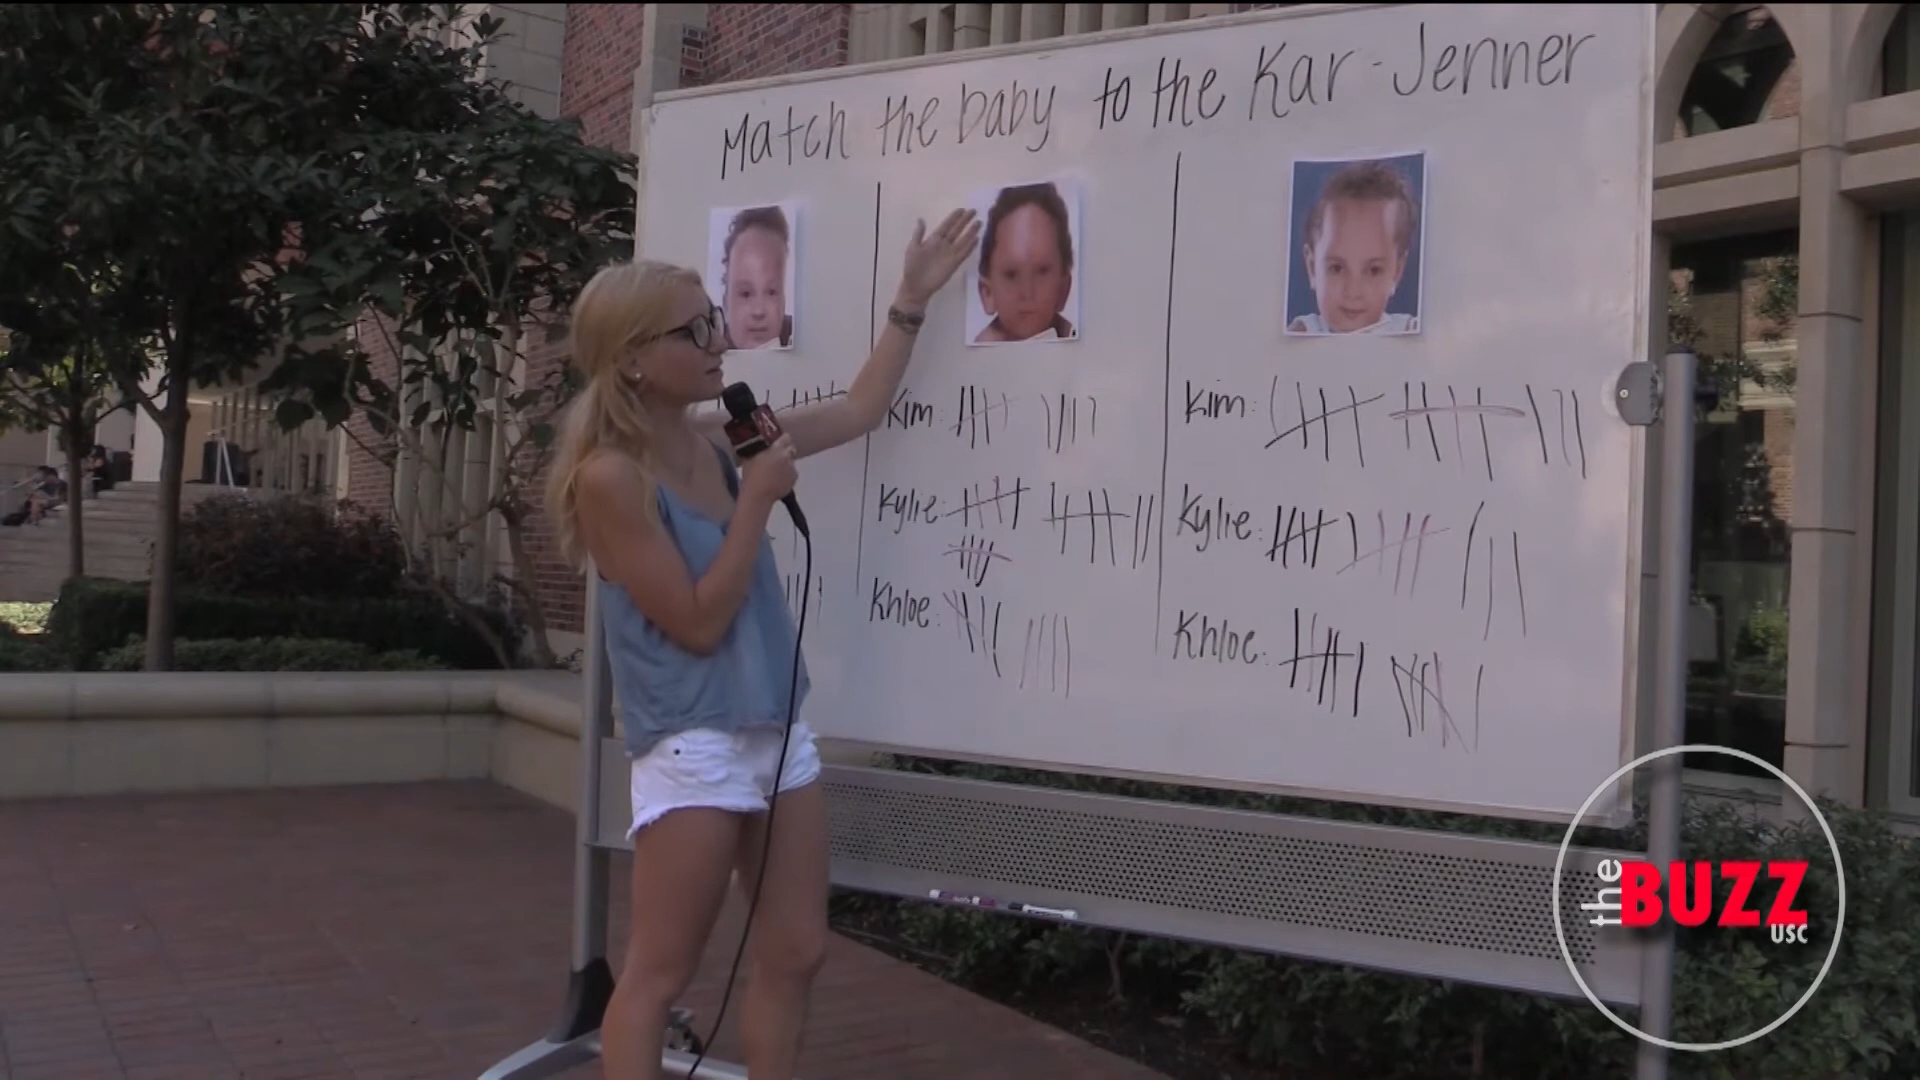 Match the baby to the Kar-Jenner
Kim:
Kylie:
Khloe:
Kim:
Kylie:
Khloe:
the BUZZ
USC